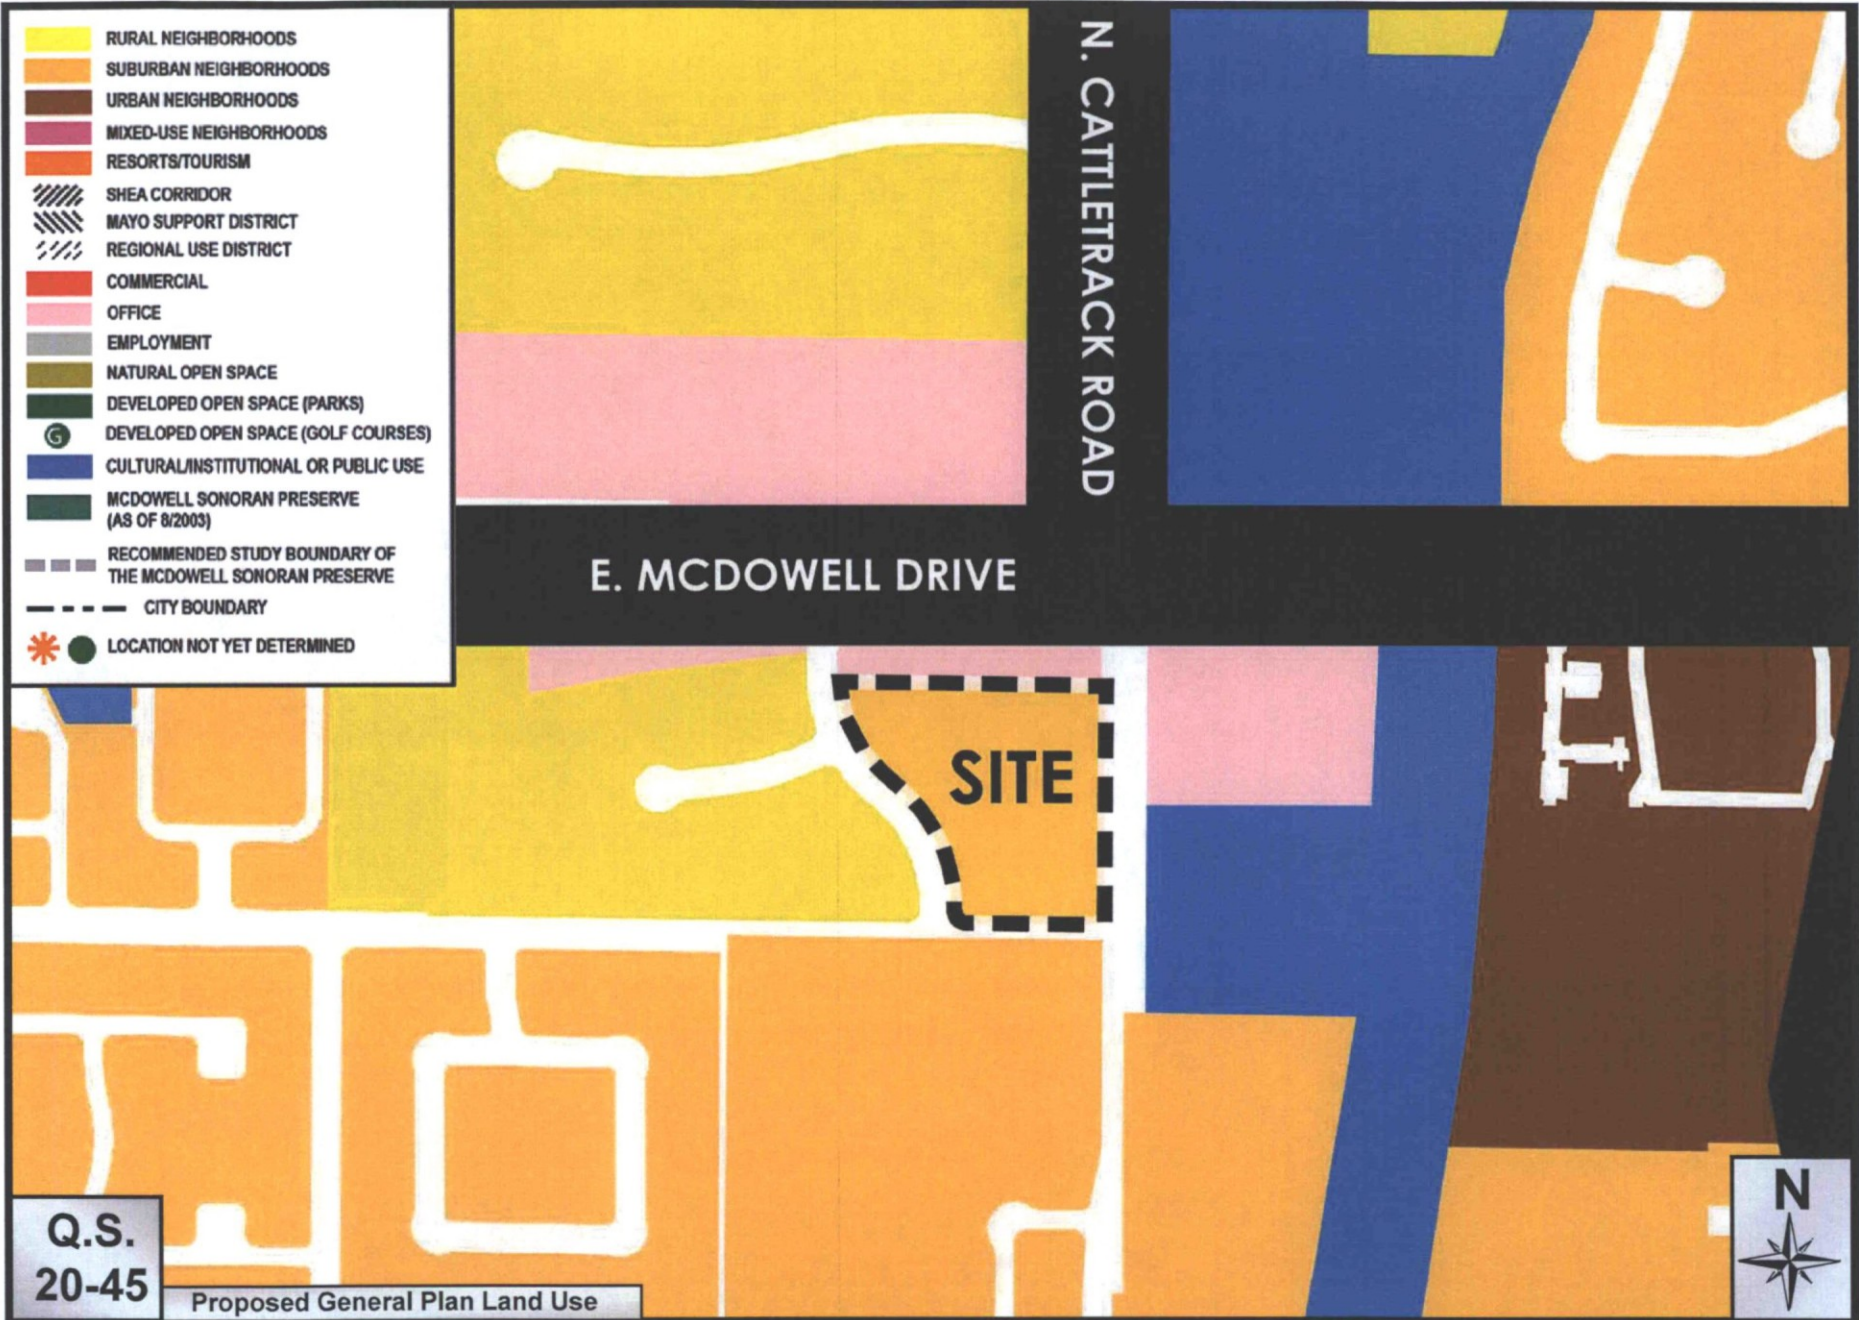 RURAL NEIGHBORHOODS
SUBURBAN NEIGHBORHOODS
URBAN NEIGHBORHOODS
MIXED-USE NEIGHBORHOODS
RESORTS/TOURISM
SHEA CORRIDOR
MAYO SUPPORT DISTRICT
REGIONAL USE DISTRICT
COMMERCIAL
OFFICE
EMPLOYMENT
NATURAL OPEN SPACE
DEVELOPED OPEN SPACE (PARKS)
G DEVELOPED OPEN SPACE (GOLF COURSES)
CULTURAL/INSTITUTIONAL OR PUBLIC USE
MCDOWELL SONORAN PRESERVE
(AS OF 8/2003)
RECOMMENDED STUDY BOUNDARY OF
THE MCDOWELL SONORAN PRESERVE
CITY BOUNDARY
LOCATION NOT YET DETERMINED
N. CATTLETRACK ROAD
E. MCDOWELL DRIVE
SITE
Q.S.
20-45
Proposed General Plan Land Use
N